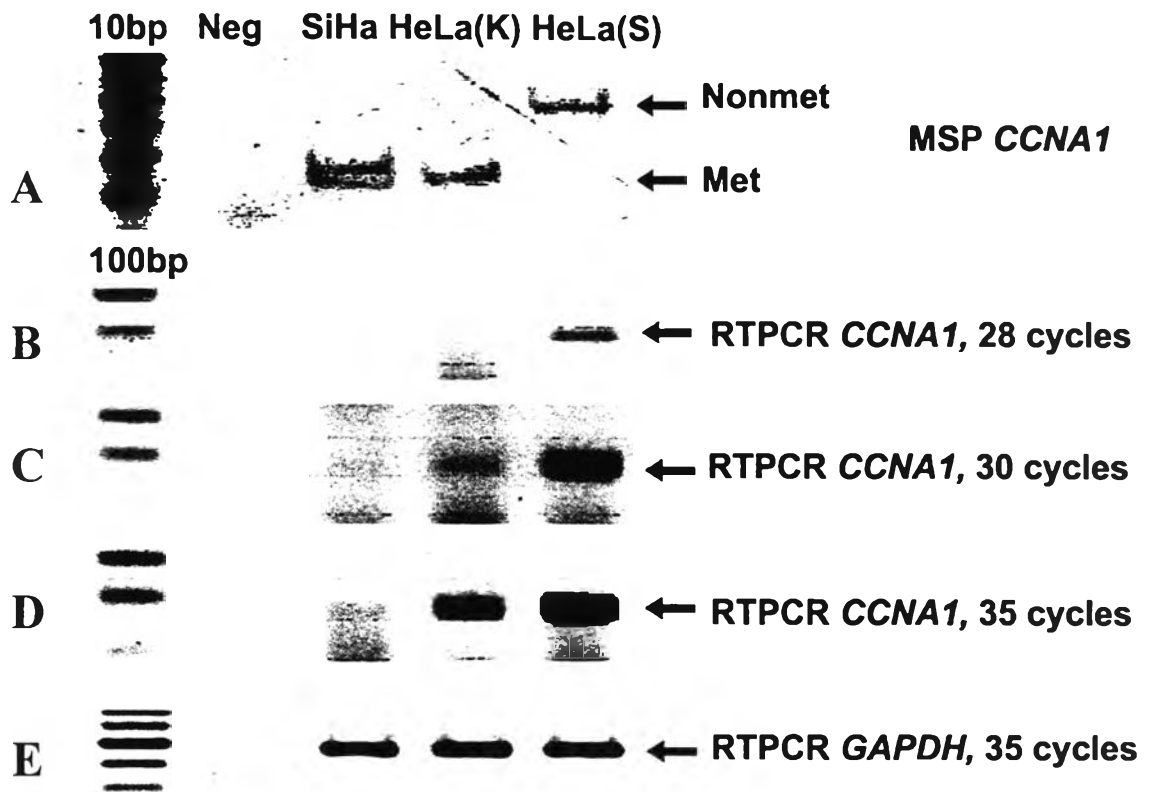 10bp Neg SiHa HeLa(K) HeLa(S)
Nonmet
MSP CCNA1
A
Met
100bp
B
RTPCR CCNA1, 28 cycles
C
RTPCR CCNA1, 30 cycles
D
RTPCR CCNA1, 35 cycles
E
RTPCR GAPDH, 35 cycles